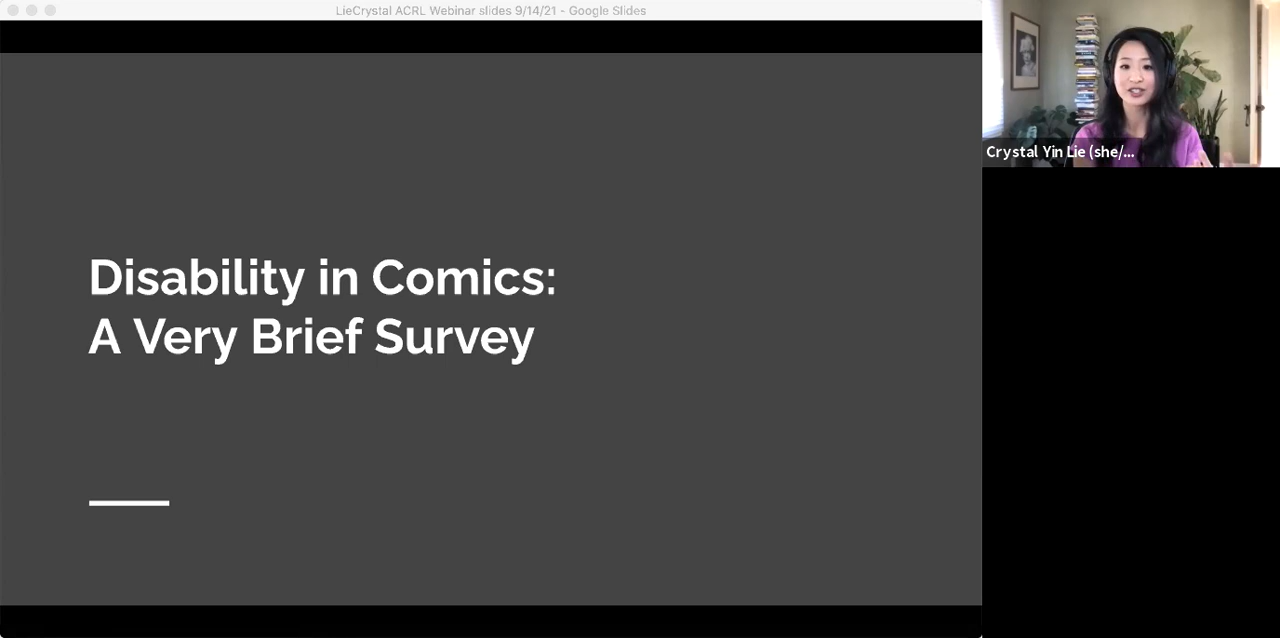 LieCrystal ACRL Webinar slides 9/14/21 - Google Slides
Crystal Yin Lie (she/...
Disability in Comics:
A Very Brief Survey